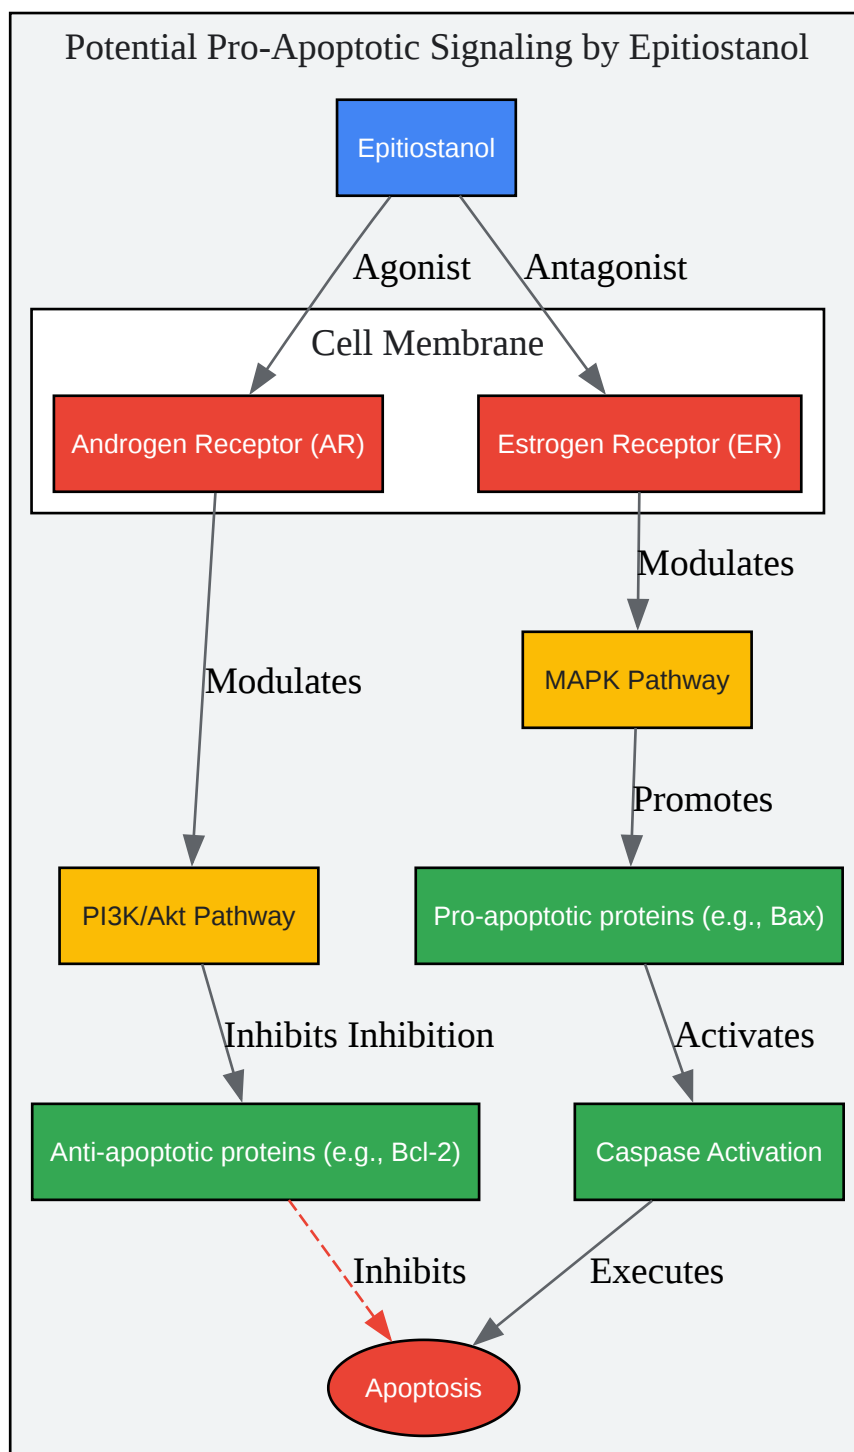 Potential Pro-Apoptotic Signaling by Epitiostanol
Epitiostanol
Agonist
Antagonist
Cell Membrane
Androgen Receptor (AR)
Estrogen Receptor (ER)
Modulates
Modulates
MAPK Pathway
Promotes
PI3K/Akt Pathway
Pro-apoptotic proteins (e.g., Bax)
Inhibits Inhibition
Activates
Anti-apoptotic proteins (e.g., Bcl-2)
Caspase Activation
Inhibits
Executes
Apoptosis